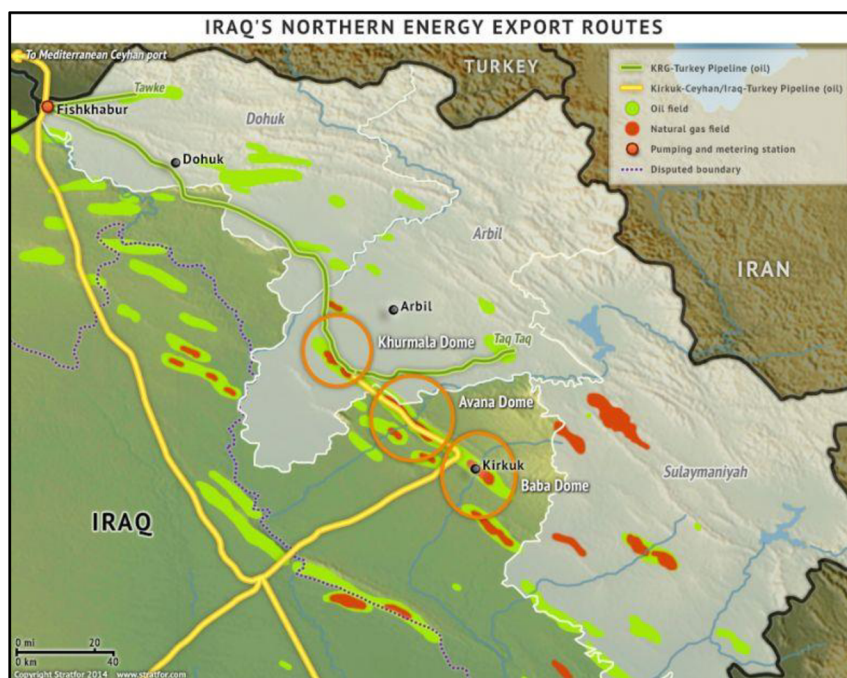 IRAQ'S NORTHERN ENERGY EXPORT ROUTES
To Mediterranean Ceyhan port
TURKEY
KRG-Turkey Pipeline (oil)
Kirkuk-Ceyhan/Iraq-Turkey Pipeline (oil)
Oil field
Natural gas field
Pumping and metering station
Disputed boundary
Tawke
Fishkhabur
Dohuk
Dohuk
Arbil
IRAN
Arbil
Khurmala Dome
Taq Taq
Avana Dome
Kirkuk
Sulaymaniyah
Baba Dome
IRAQ
0 mi 20
0 km 40
Copyright Stratfor 2014 www.stratfor.com